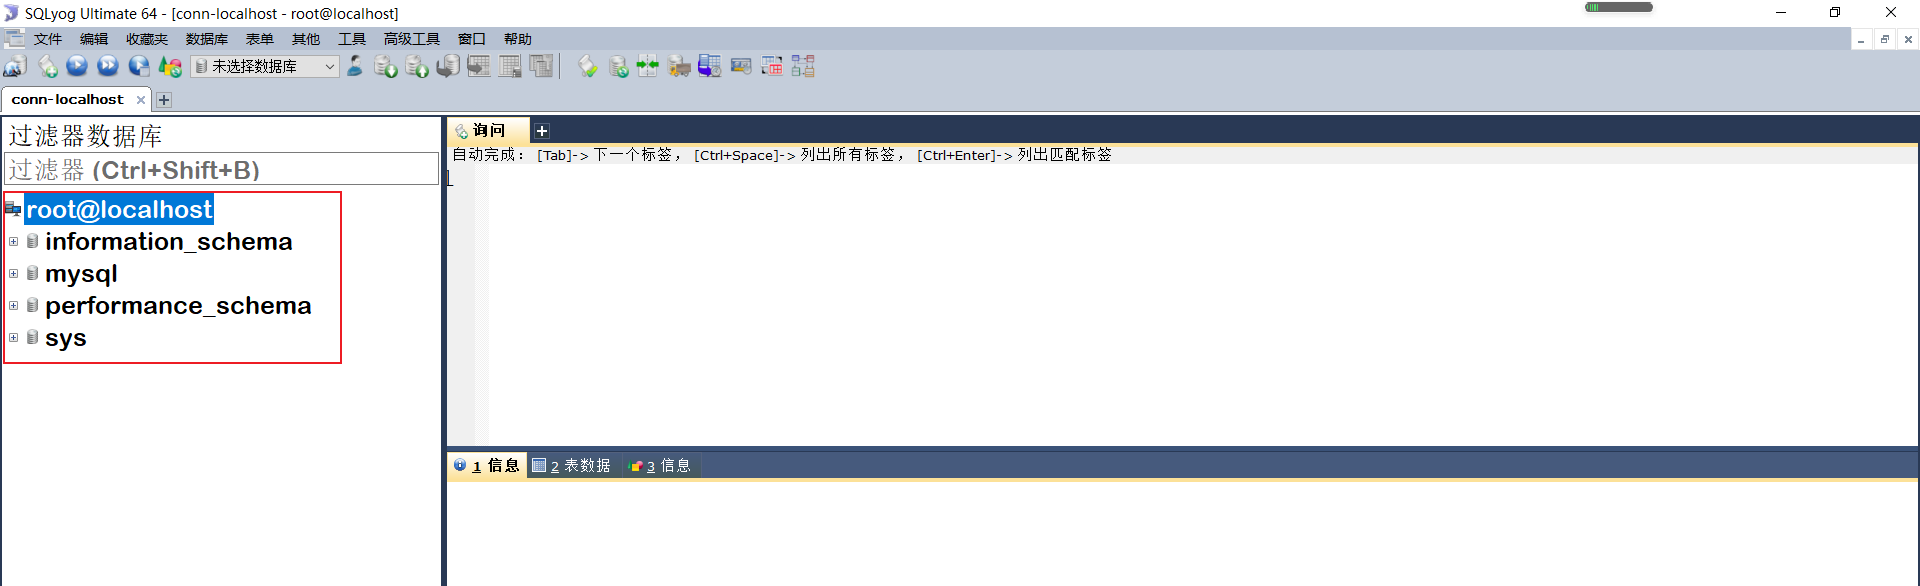 SQLyog Ultimate 64 - [conn-localhost - root@localhost]
文件 编辑 收藏夹 数据库 表单 其他 工具 高级工具 窗口 帮助
未选择数据库
conn-localhost
过滤器数据库
过滤器 (Ctrl+Shift+B)
root@localhost
information_schema
mysql
performance_schema
sys
询问
自动完成: [Tab]-> 下一个标签, [Ctrl+Space]-> 列出所有标签, [Ctrl+Enter]-> 列出匹配标签
1 信息 2 表数据 3 信息